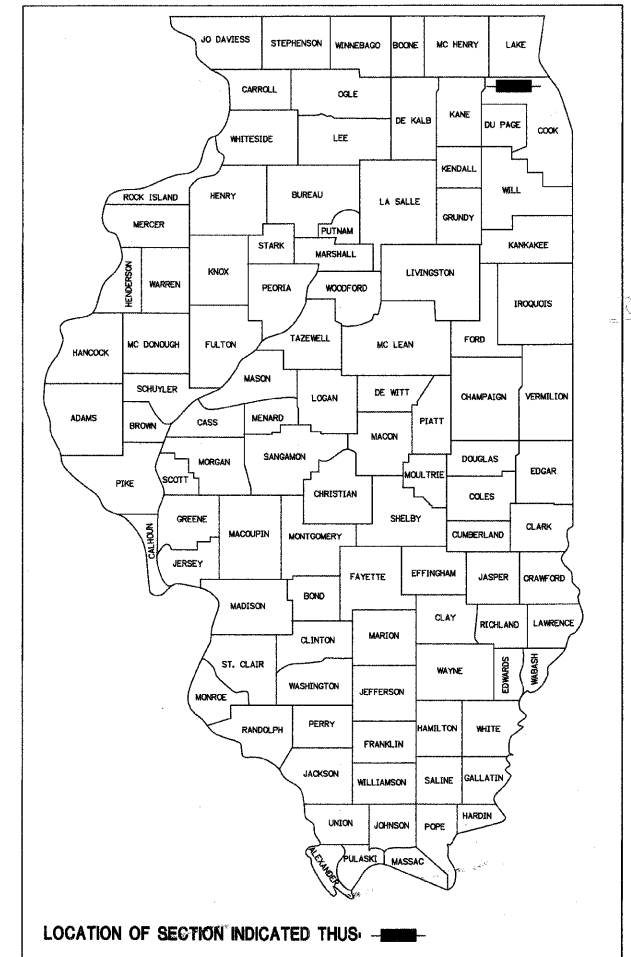 JO DAVIESS STEPHENSON WINNEBAGO BOONE MC HENRY LAKE
CARROLL OGLE DE KALB KANE DU PAGE COOK
WHITESIDE LEE
KENDALL WILL
ROCK ISLAND HENRY BUREAU LA SALLE GRUNDY
MERCER PUTNAM
STARK MARSHALL KANKAKEE
HENDERSON WARREN KNOX PEORIA WOODFORD LIVINGSTON IROQUOIS
HANCOCK MC DONOUGH FULTON TAZEWELL MC LEAN FORD
MASON
SCHUYLER LOGAN DE WITT CHAMPAIGN VERMILION
ADAMS BROWN CASS MENARD MACON PIATT
SANGAMON DOUGLAS
PIKE SCOTT MORGAN CHRISTIAN MOULTRIE EDGAR
COLES
GREENE MACOUPIN MONTGOMERY SHELBY CUMBERLAND CLARK
CALHOUN JERSEY
FAYETTE EFFINGHAM JASPER CRAWFORD
MADISON BOND
CLAY RICHLAND LAWRENCE
CLINTON MARION
ST. CLAIR WAYNE EDWARDS WABASH
WASHINGTON JEFFERSON
MONROE
RANDOLPH PERRY HAMILTON WHITE
FRANKLIN
JACKSON WILLIAMSON SALINE GALLATIN
UNION JOHNSON POPE HARDIN
ALEXANDER PULASKI MASSAC
LOCATION OF SECTION INDICATED THUS: